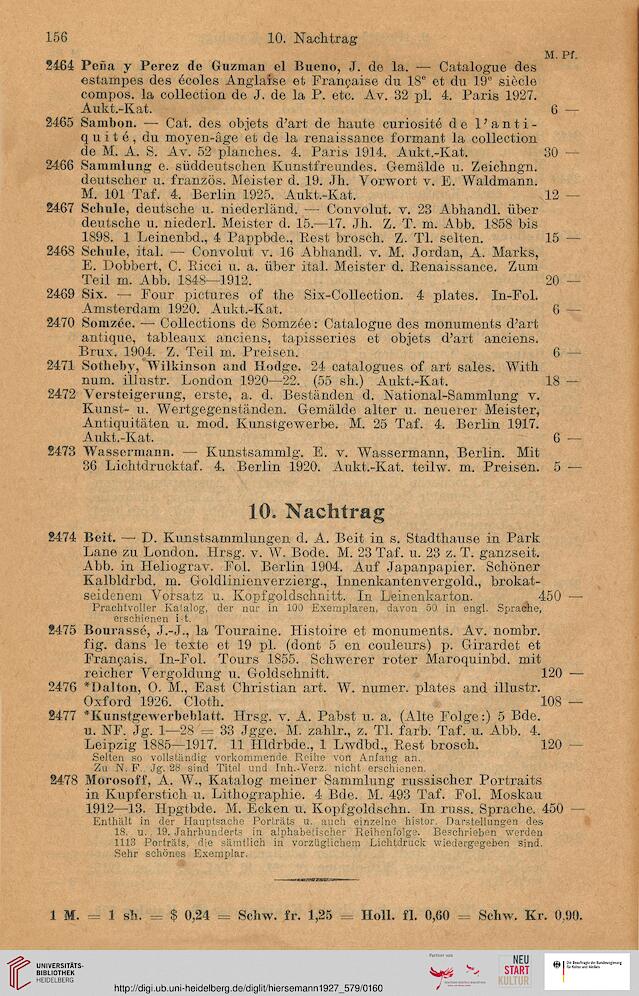 156 10. Nachtrag
M. Pf.
2464 Peña y Perez de Guzman el Bueno, J. de la. — Catalogue des
estampes des écoles Anglaise et Française du 18e et du 19e siècle
compos. la collection de J. de la P. etc. Av. 32 pl. 4. Paris 1927.
Aukt.-Kat. 6 —
2465 Sambon. — Cat. des objets d'art de haute curiosité de l'anti-
quité, du moyen-âge et de la renaissance formant la collection
de M. A. S. Av. 52 planches. 4. Paris 1914. Aukt.-Kat. 30 —
2466 Sammlung e. süddeutschen Kunstfreundes. Gemälde u. Zeichngn.
deutscher u. französ. Meister d. 19. Jh. Vorwort v. E. Waldmann.
M. 101 Taf. 4. Berlin 1925. Aukt.-Kat. 12 —
2467 Schule, deutsche u. niederländ. — Convolut. v. 23 Abhandl. über
deutsche u. niederl. Meister d. 15.—17. Jh. Z. T. m. Abb. 1858 bis
1898. 1 Leinenbd., 4 Pappbde., Rest brosch. Z. Tl. selten. 15 —
2468 Schule, ital. — Convolut v. 16 Abhandl. v. M. Jordan, A. Marks,
E. Dobbert, C. Ricci u. a. über ital. Meister d. Renaissance. Zum
Teil m. Abb. 1848—1912. 20 —
2469 Six. — Four pictures of the Six-Collection. 4 plates. In-Fol.
Amsterdam 1920. Aukt.-Kat. 6 —
2470 Somzée. — Collections de Somzée: Catalogue des monuments d'art
antique, tableaux anciens, tapisseries et objets d'art anciens.
Brux. 1904. Z. Teil m. Preisen. 6 —
2471 Sotheby, Wilkinson and Hodge. 24 catalogues of art sales. With
num. illustr. London 1920—22. (55 sh.) Aukt.-Kat. 18 —
2472 Versteigerung, erste, a. d. Beständen d. National-Sammlung v.
Kunst- u. Wertgegenständen. Gemälde alter u. neuerer Meister,
Antiquitäten u. mod. Kunstgewerbe. M. 25 Taf. 4. Berlin 1917.
Aukt.-Kat. 6 —
2473 Wassermann. — Kunstsammlg. E. v. Wassermann, Berlin. Mit
36 Lichtdrucktaf. 4. Berlin 1920. Aukt.-Kat. teilw. m. Preisen. 5 —
10. Nachtrag
2474 Beit. — D. Kunstsammlungen d. A. Beit in s. Stadthause in Park
Lane zu London. Hrsg. v. W. Bode. M. 23 Taf. u. 23 z. T. ganzseit.
Abb. in Heliograv. Fol. Berlin 1904. Auf Japanpapier. Schöner
Kalbldrbd. m. Goldlinienverzierg., Innenkantenvergold., brokat-
seidenem Vorsatz u. Kopfgoldschnitt. In Leinenkarton. 450 —
Prachtvoller Katalog, der nur in 100 Exemplaren, davon 50 in engl. Sprache,
erschienen i t.
2475 Bourassé, J.-J., la Touraine. Histoire et monuments. Av. nombr.
fig. dans le texte et 19 pl. (dont 5 en couleurs) p. Girardet et
Français. In-Fol. Tours 1855. Schwerer roter Maroquinbd. mit
reicher Vergoldung u. Goldschnitt. 120 —
2476 *Dalton, O. M., East Christian art. W. numer. plates and illustr.
Oxford 1926. Cloth. 108 —
2477 *Kunstgewerbeblatt. Hrsg. v. A. Pabst u. a. (Alte Folge:) 5 Bde.
u. NF. Jg. 1—28 = 33 Jgge. M. zahlr., z. Tl. farb. Taf. u. Abb. 4.
Leipzig 1885—1917. 11 Hldrbde., 1 Lwdbd., Rest brosch. 120 —
Selten so vollständig vorkommende Reihe von Anfang an.
Zu N. F. Jg. 28 sind Titel und Inh.-Verz. nicht erschienen.
2478 Morosoff, A. W., Katalog meiner Sammlung russischer Portraits
in Kupferstich u. Lithographie. 4 Bde. M. 493 Taf. Fol. Moskau
1912—13. Hpgtbde. M. Ecken u. Kopfgoldschn. In russ. Sprache. 450 —
Enthält in der Hauptsache Porträts u. auch einzelne histor. Darstellungen des
18. u. 19. Jahrhunderts in alphabetischer Reihenfolge. Beschrieben werden
1113 Porträts, die sämtlich in vorzüglichem Lichtdruck wiedergegeben sind.
Sehr schönes Exemplar.
1 M. = 1 sh. = $ 0,24 = Schw. fr. 1,25 = Holl. fl. 0,60 = Schw. Kr. 0,90.
UNIVERSITÄTS-
BIBLIOTHEK
HEIDELBERG
http://digi.ub.uni-heidelberg.de/diglit/hiersemann1927_579/0160
Partner von
NEU
START
KULTUR
Die Beauftragte der Bundesregierung
für Kultur und Medien